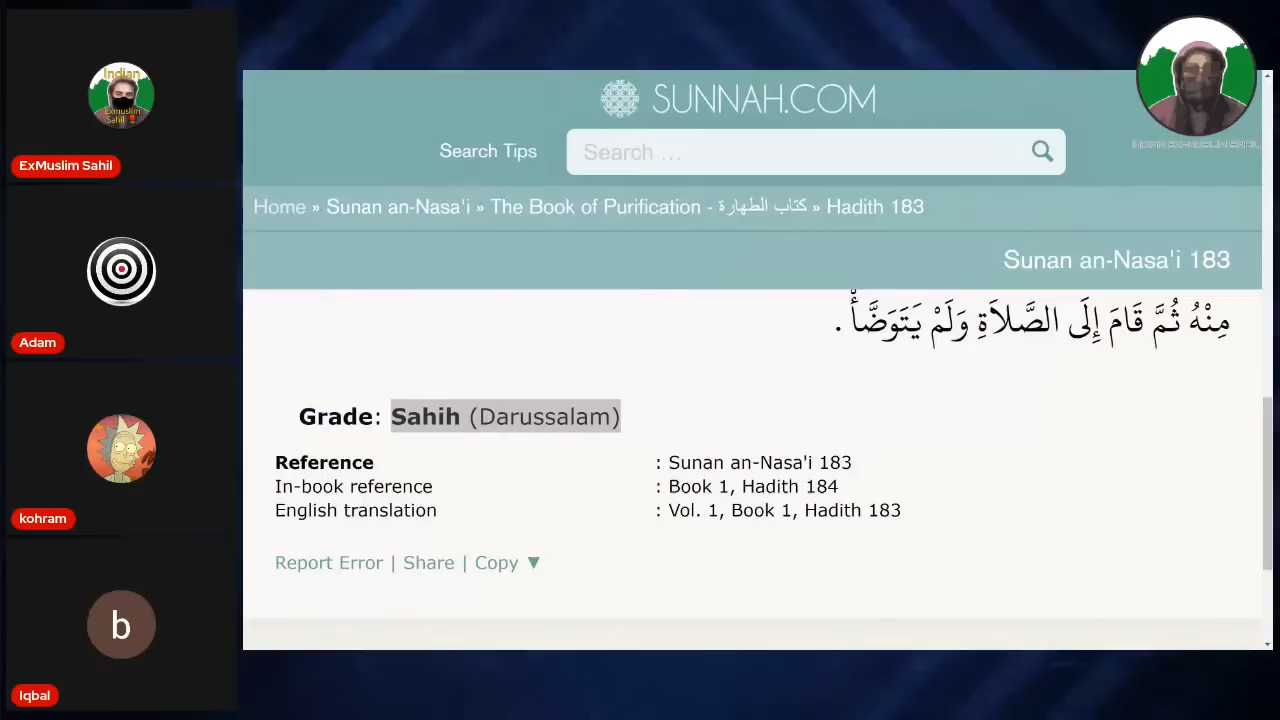 Indian
Exmuslim
Sahil
ExMuslim Sahil
Adam
kohram
b
Iqbal
SUNNAH.COM
Search Tips
Search ...
Home » Sunan an-Nasa'i » The Book of Purification - كتاب الطهارة » Hadith 183
Sunan an-Nasa'i 183
مِنْهُ ثُمَّ قَامَ إِلَى الصَّلاَةِ وَلَمْ يَتَوَضَّأْ .
Grade: Sahih (Darussalam)
Reference : Sunan an-Nasa'i 183
In-book reference : Book 1, Hadith 184
English translation : Vol. 1, Book 1, Hadith 183
Report Error | Share | Copy ▼